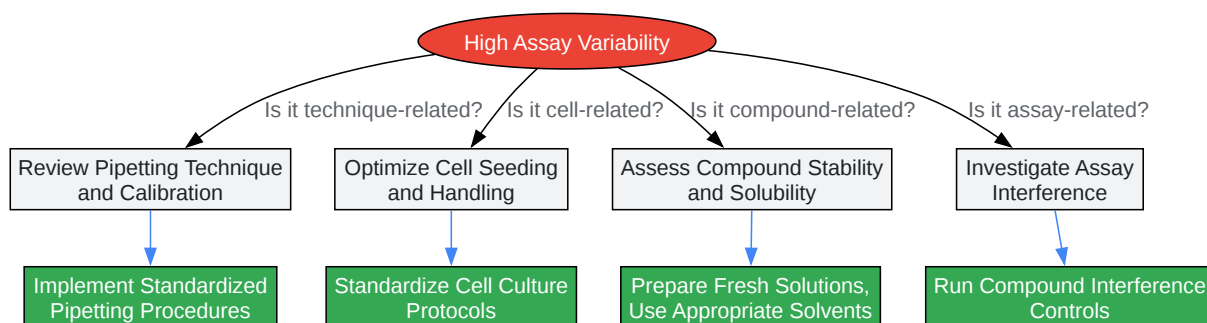 High Assay Variability
Is it technique-related?
Is it cell-related?
Is it compound-related?
Is it assay-related?
Review Pipetting Technique
and Calibration
Optimize Cell Seeding
and Handling
Assess Compound Stability
and Solubility
Investigate Assay
Interference
Implement Standardized
Pipetting Procedures
Standardize Cell Culture
Protocols
Prepare Fresh Solutions,
Use Appropriate Solvents
Run Compound Interference
Controls